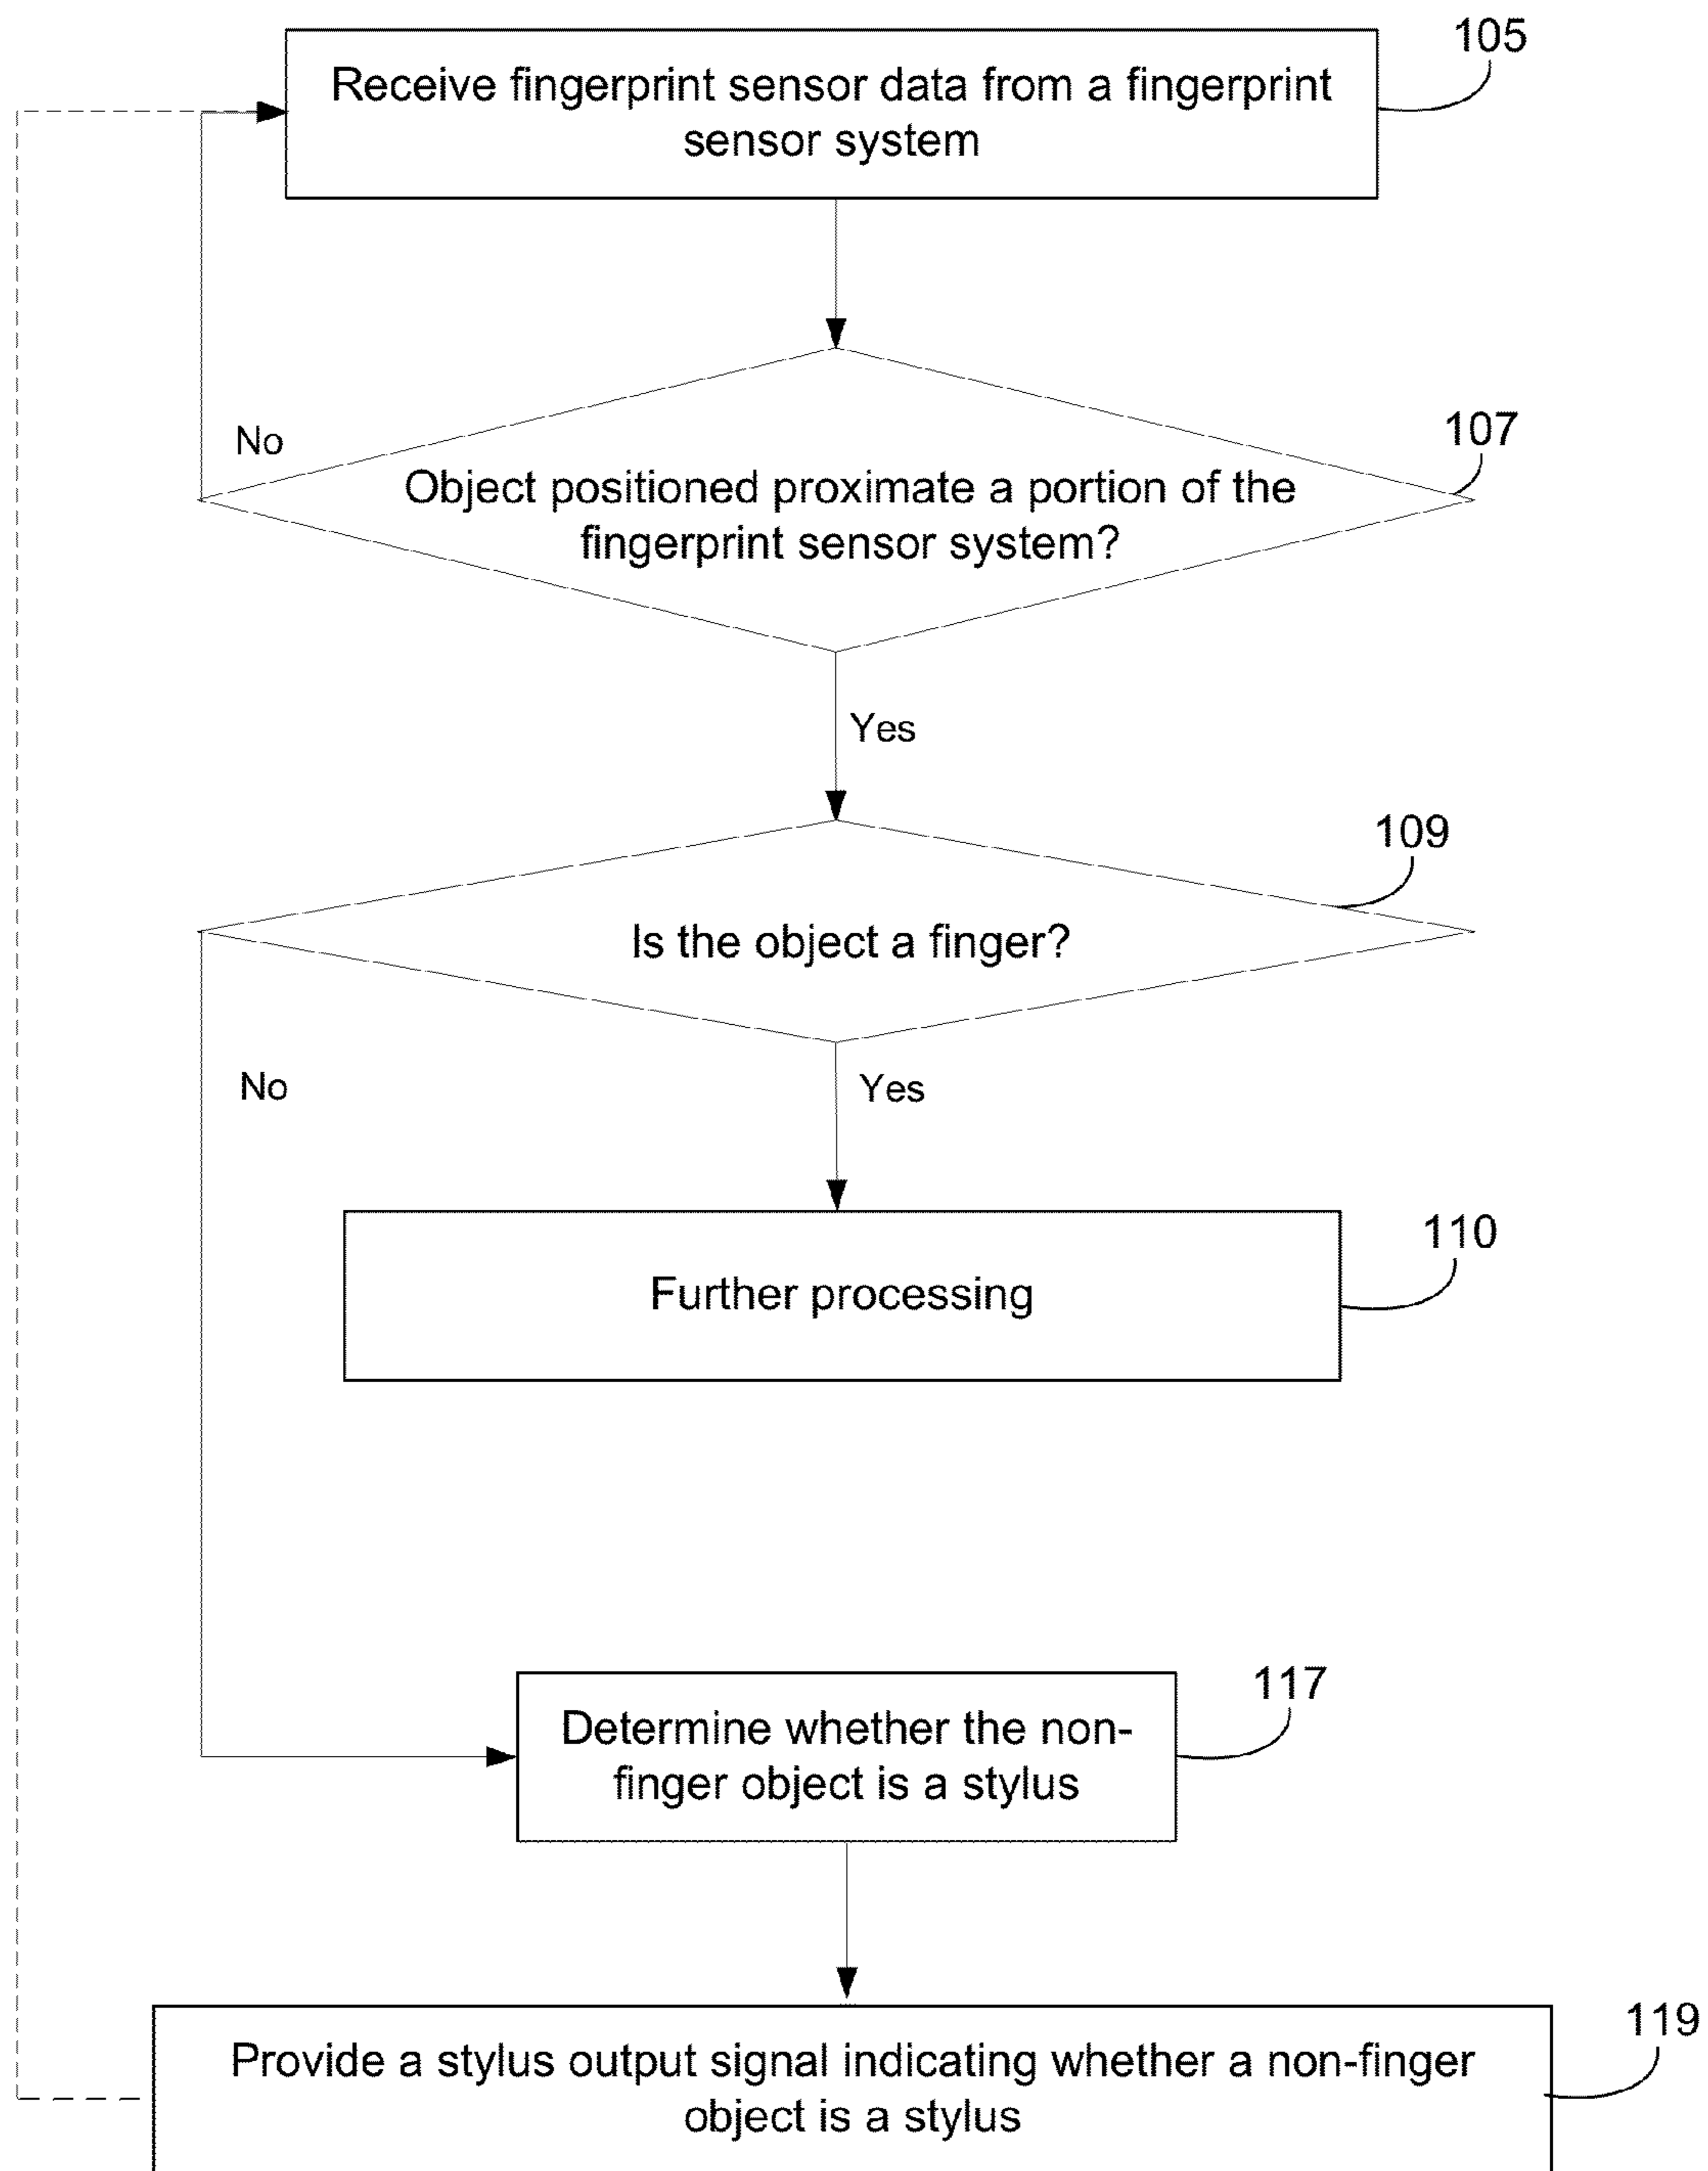 105
Receive fingerprint sensor data from a fingerprint
sensor system
No
107
Object positioned proximate a portion of the
fingerprint sensor system?
Yes
109
Is the object a finger?
No
Yes
110
Further processing
117
Determine whether the non-
finger object is a stylus
119
Provide a stylus output signal indicating whether a non-finger
object is a stylus